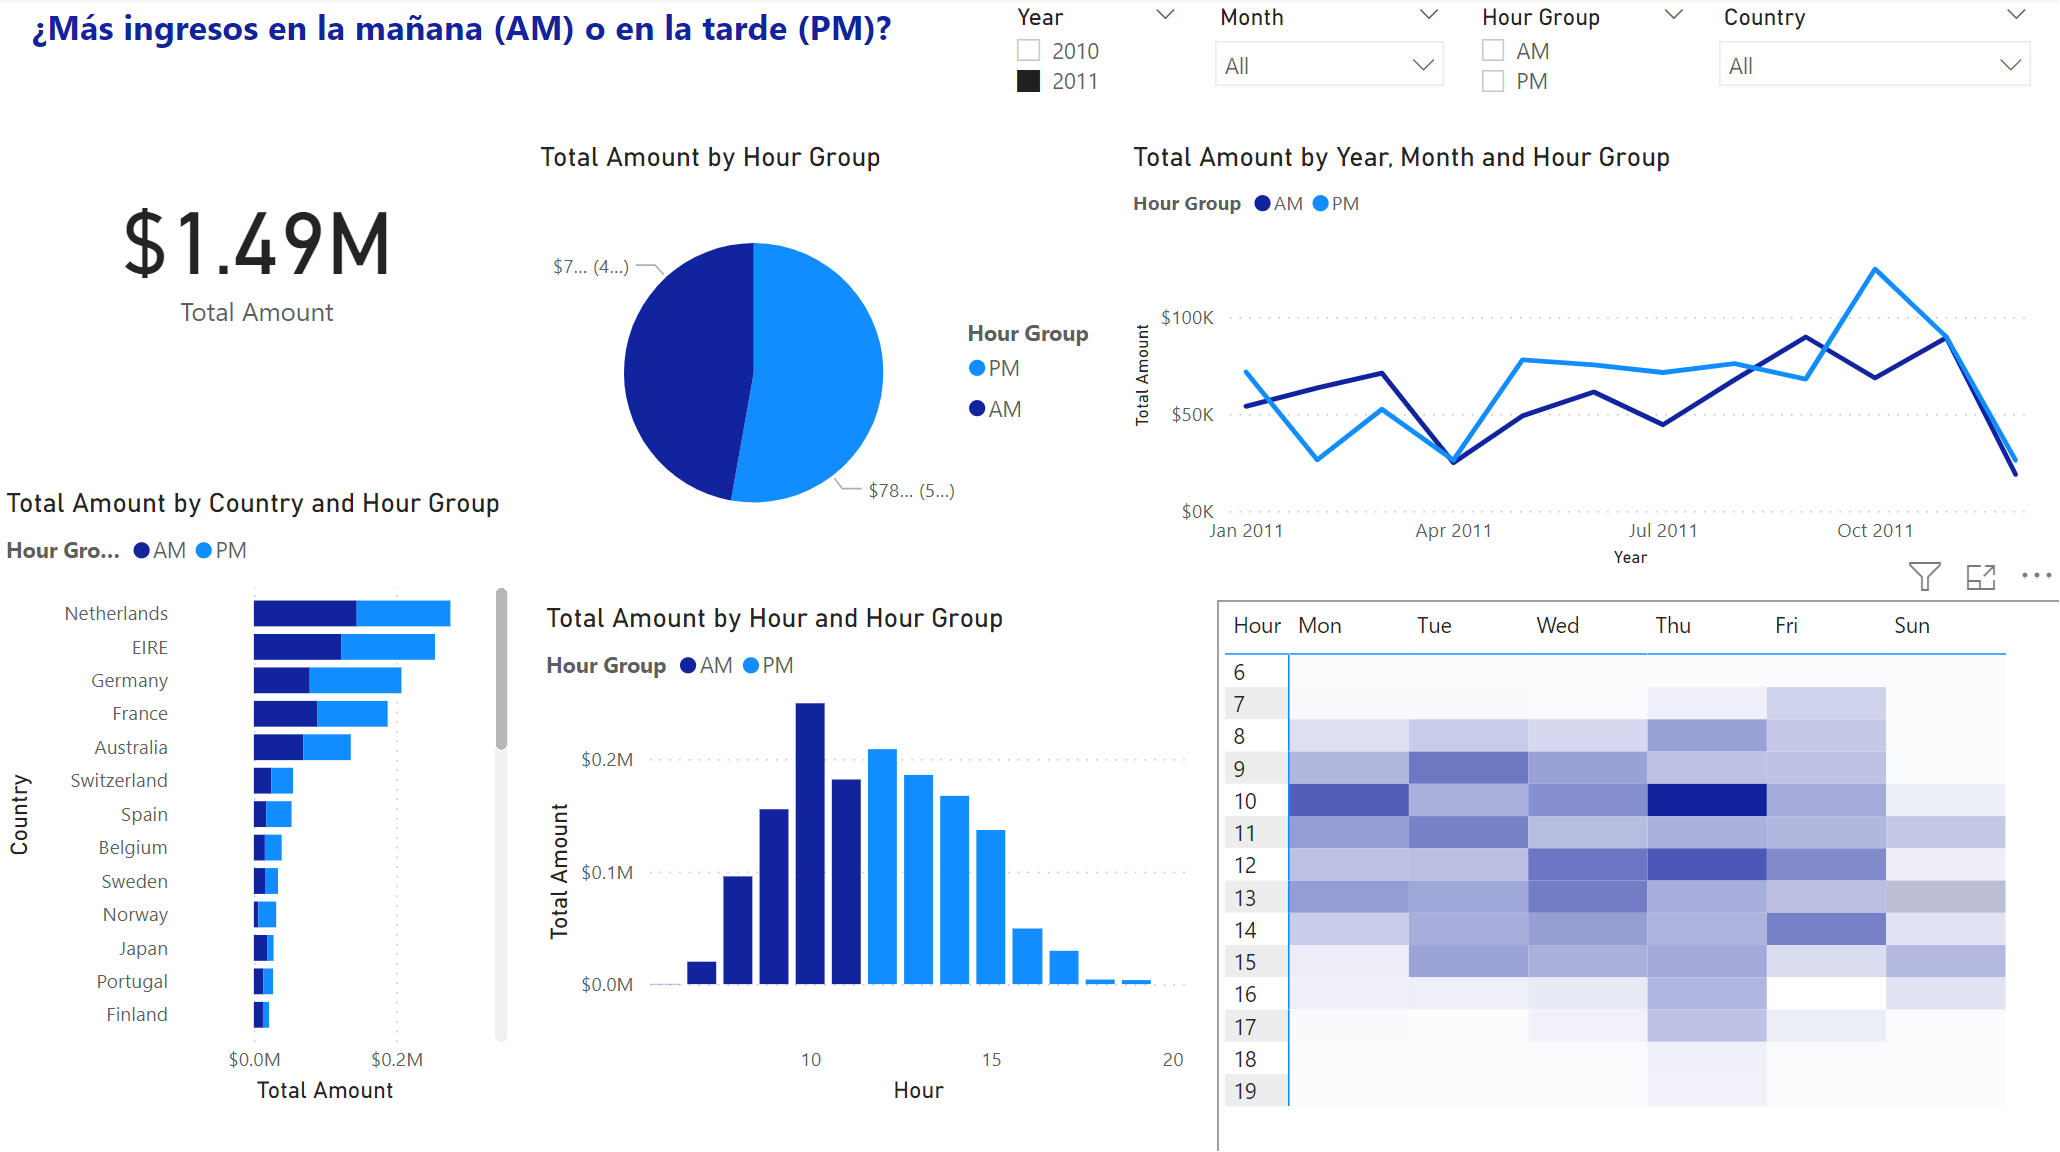 ¿Más ingresos en la mañana (AM) o en la tarde (PM)?
Year
2010
2011
Month
All
Hour Group
AM
PM
Country
All
$1.49M
Total Amount
Total Amount by Hour Group
$7... (4...)
$78... (5...)
Hour Group
PM
AM
Total Amount by Year, Month and Hour Group
Hour Group AM PM
Total Amount
$100K
$50K
$0K
Jan 2011 Apr 2011 Jul 2011 Oct 2011
Year
Total Amount by Country and Hour Group
Hour Gro... AM PM
Country
Netherlands
EIRE
Germany
France
Australia
Switzerland
Spain
Belgium
Sweden
Norway
Japan
Portugal
Finland
$0.0M $0.2M
Total Amount
Total Amount by Hour and Hour Group
Hour Group AM PM
Total Amount
$0.2M
$0.1M
$0.0M
10 15 20
Hour
Hour Mon Tue Wed Thu Fri Sun
6
7
8
9
10
11
12
13
14
15
16
17
18
19